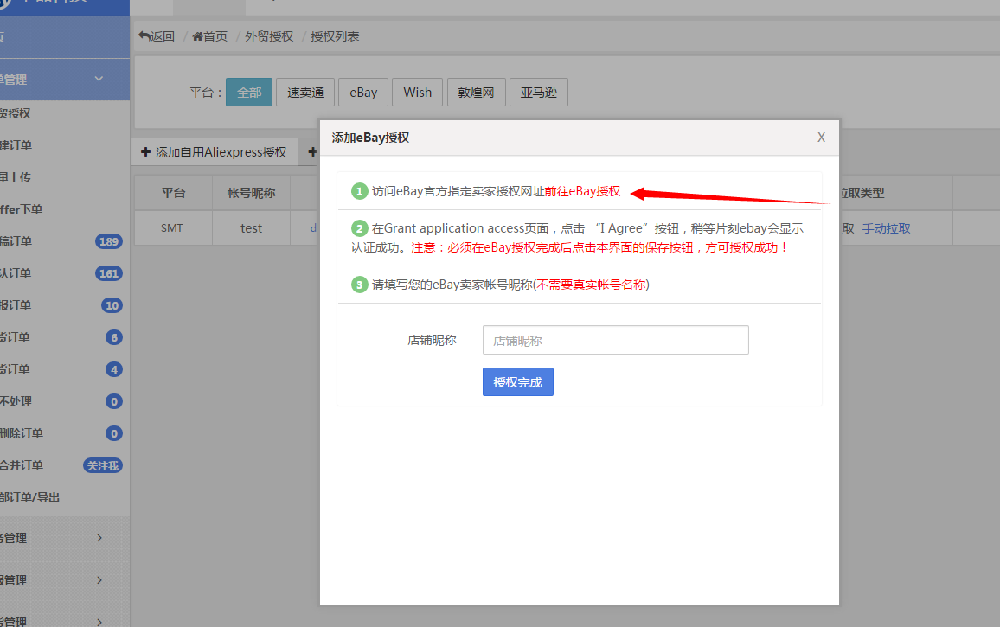 返回 / 首页 / 外贸授权 / 授权列表
单管理
平台： 全部 速卖通 eBay Wish 敦煌网 亚马逊
贸授权
建订单
量上传
ffer下单
稿订单 189
认订单 161
报订单 10
货订单 6
货订单 4
不处理 0
删除订单 0
合并订单 关注我
部订单/导出
务管理
报管理
货管理
添加自用Aliexpress授权
平台 帐号昵称
拉取类型
SMT test d
取 手动拉取
添加eBay授权 X
1 访问eBay官方指定卖家授权网址前往eBay授权
2 在Grant application access页面，点击 “I Agree”按钮，稍等片刻ebay会显示
认证成功。注意：必须在eBay授权完成后点击本界面的保存按钮，方可授权成功！
3 请填写您的eBay卖家帐号昵称(不需要真实帐号名称)
店铺昵称 店铺昵称
授权完成